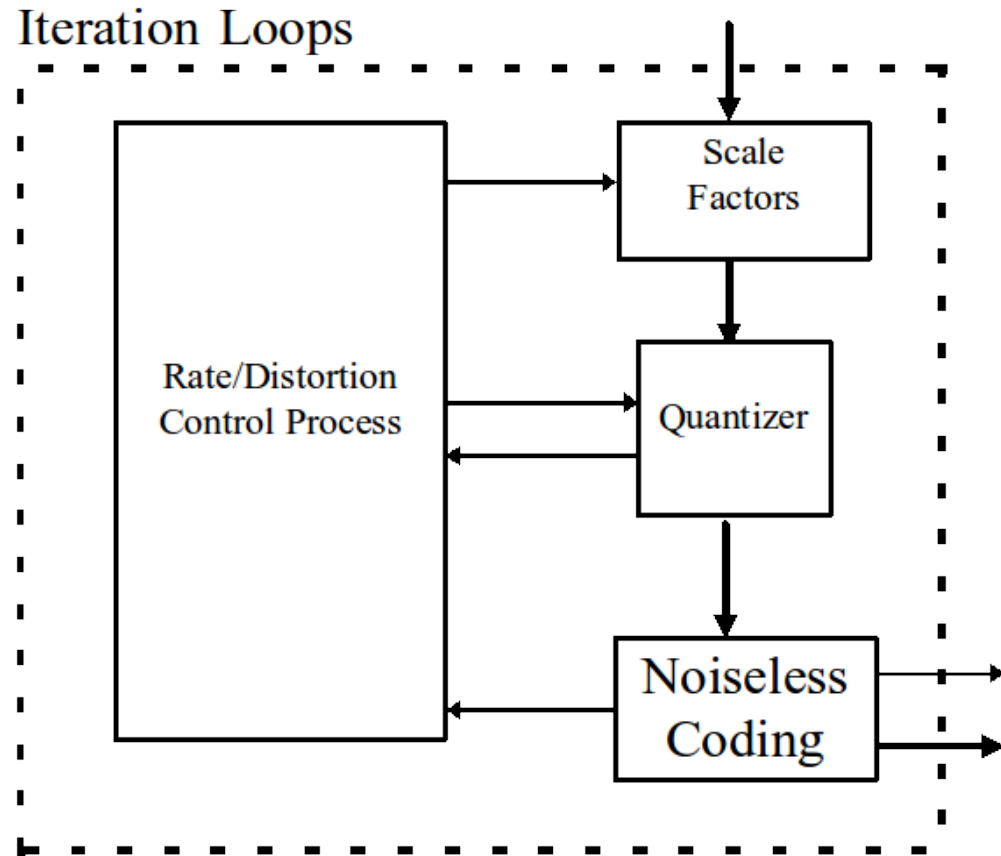 Iteration Loops
Scale
Factors
Rate/Distortion
Control Process
Quantizer
Noiseless
Coding